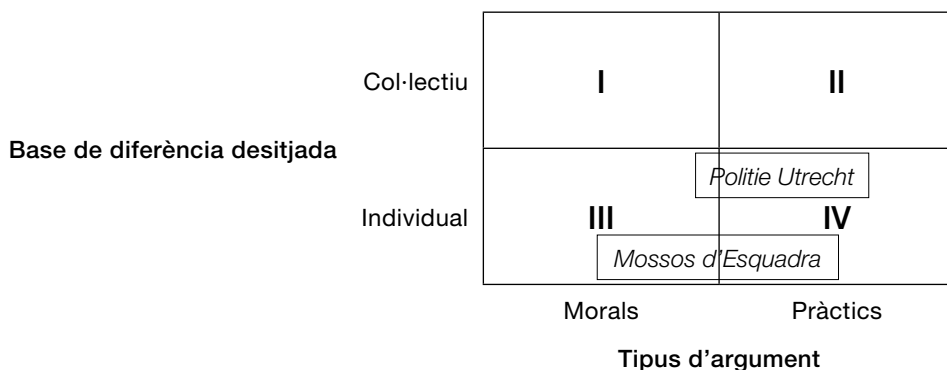 Col·lectiu
I
II
Base de diferència desitjada
Politie Utrecht
Individual
III
IV
Mossos d'Esquadra
Morals
Pràctics
Tipus d’argument